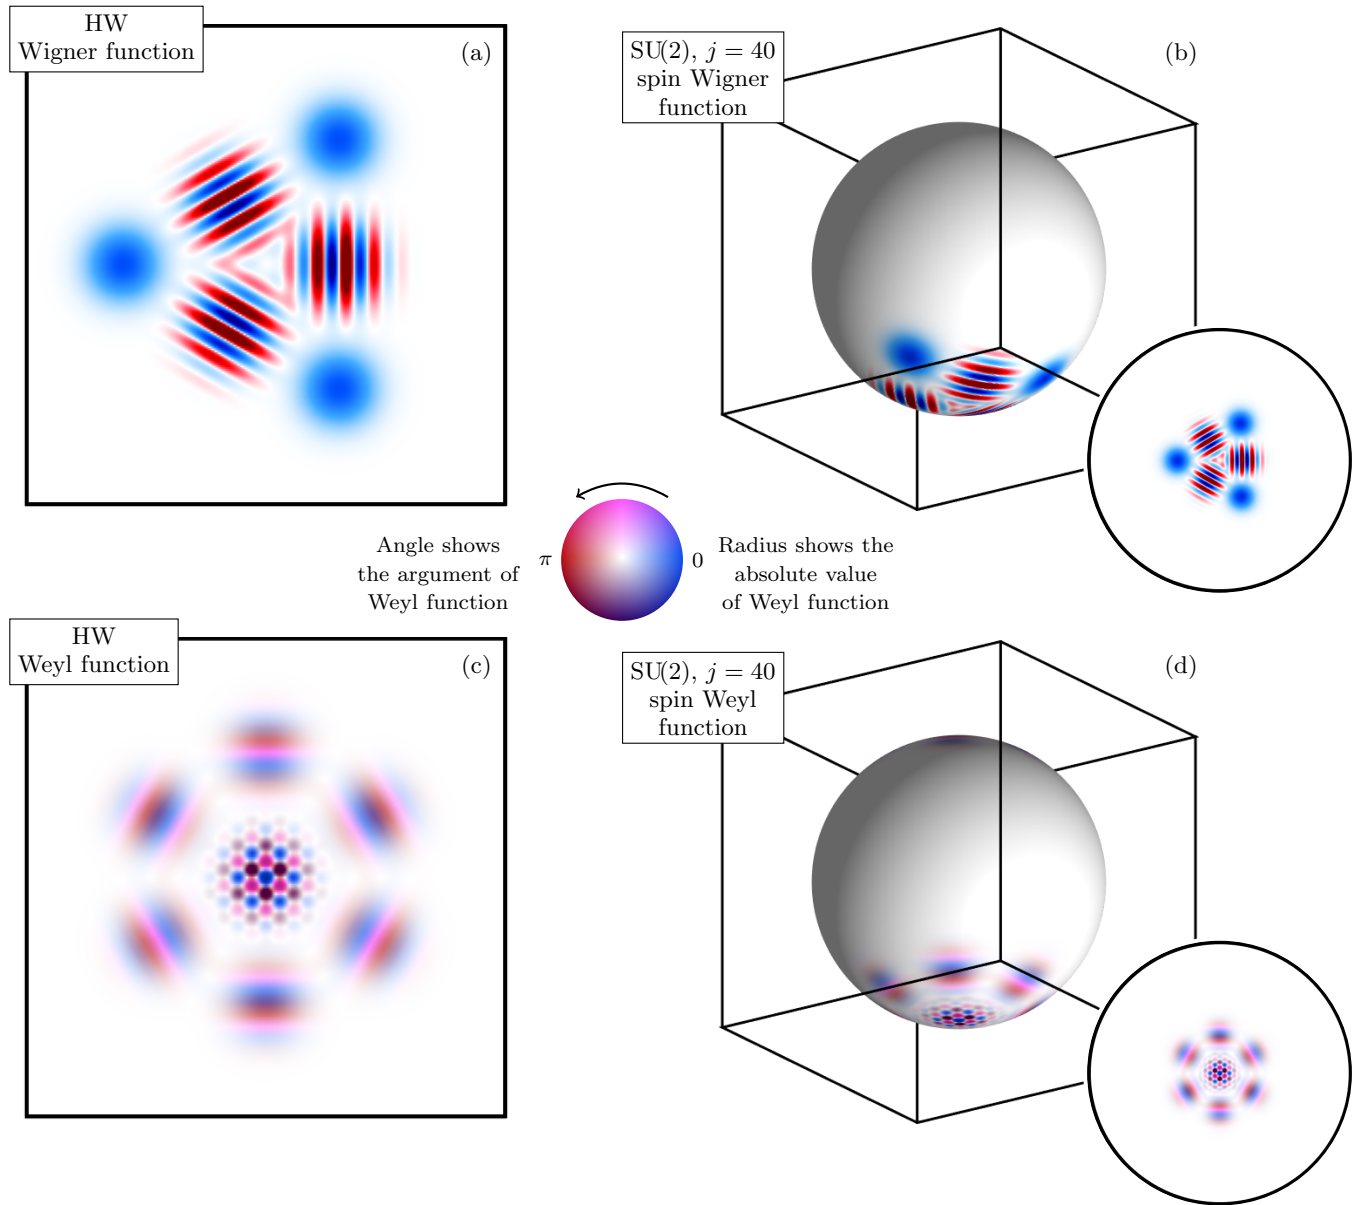 HW
Wigner function
(a)
SU(2), j = 40
spin Wigner
function
(b)
Angle shows
the argument of
Weyl function
π
0
Radius shows the
absolute value
of Weyl function
HW
Weyl function
(c)
SU(2), j = 40
spin Weyl
function
(d)